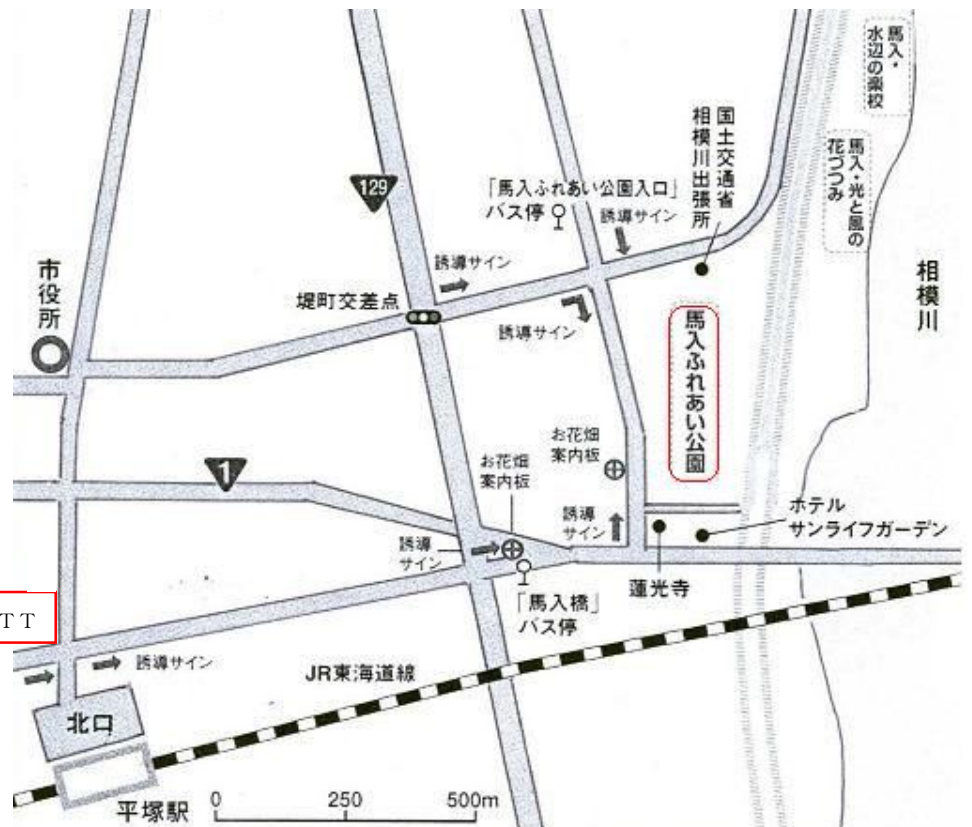 馬入・
水辺の楽校
馬入・光と風の
花づつみ
国土交通省
相模川出張所
129
「馬入ふれあい公園入口」
バス停
誘導サイン
市役所
誘導サイン
相模川
堤町交差点
誘導サイン
馬入ふれあい公園
お花畑
案内板
1
お花畑
案内板
ホテル
サンライフガーデン
誘導
サイン
誘導
サイン
蓮光寺
「馬入橋」
バス停
TT
誘導サイン
JR東海道線
北口
平塚駅
0 250 500m